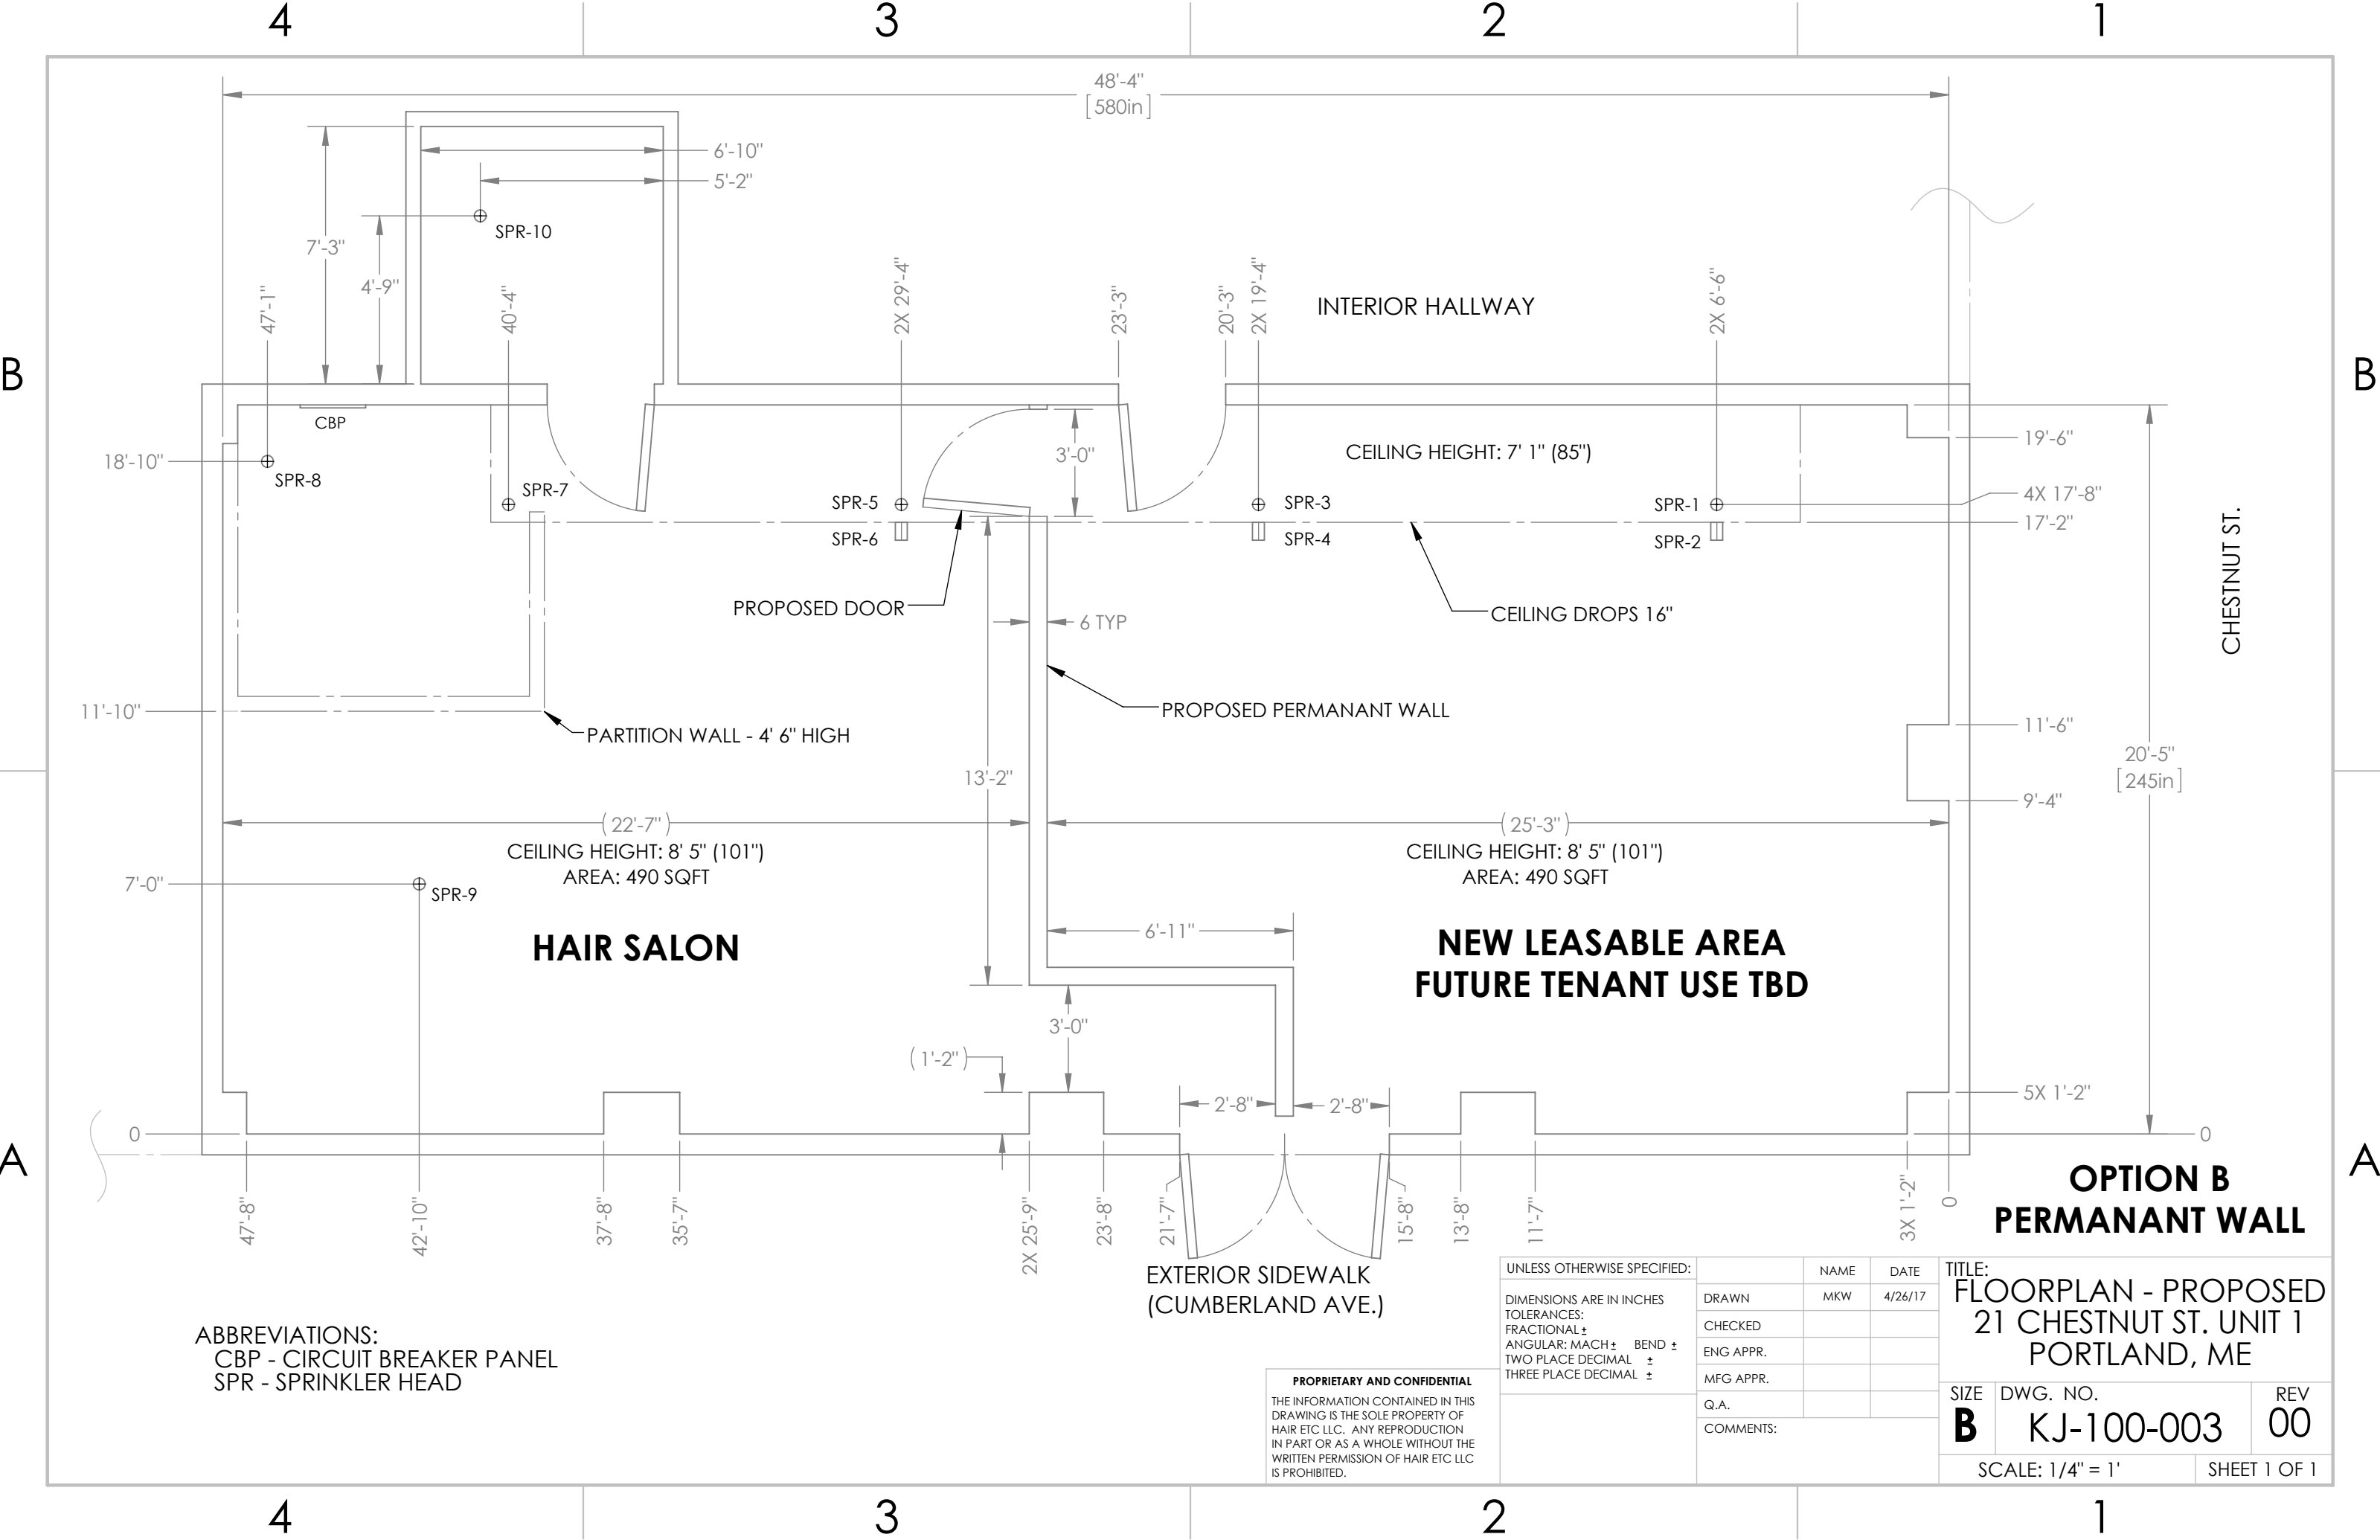 4
3
2
1
B
B
A
A
48'-4"
[580in]
6'-10"
5'-2"
SPR-10
7'-3"
4'-9"
47'-1"
40'-4"
2X 29'-4"
23'-3"
20'-3"
2X 19'-4"
2X 6'-6"
INTERIOR HALLWAY
CBP
18'-10"
SPR-8
SPR-7
SPR-5
SPR-6
3'-0"
CEILING HEIGHT: 7' 1" (85")
SPR-3
SPR-4
SPR-1
SPR-2
19'-6"
4X 17'-8"
17'-2"
CHESTNUT ST.
PROPOSED DOOR
6 TYP
CEILING DROPS 16"
11'-10"
PARTITION WALL - 4' 6" HIGH
PROPOSED PERMANANT WALL
13'-2"
11'-6"
20'-5"
[245in]
9'-4"
(22'-7")
CEILING HEIGHT: 8' 5" (101")
AREA: 490 SQFT
(25'-3")
CEILING HEIGHT: 8' 5" (101")
AREA: 490 SQFT
7'-0"
SPR-9
HAIR SALON
6'-11"
NEW LEASABLE AREA
FUTURE TENANT USE TBD
3'-0"
(1'-2")
2'-8"
2'-8"
5X 1'-2"
0
0
47'-8"
42'-10"
37'-8"
35'-7"
2X 25'-9"
23'-8"
21'-7"
15'-8"
13'-8"
11'-7"
3X 1'-2"
0
OPTION B
PERMANANT WALL
EXTERIOR SIDEWALK
(CUMBERLAND AVE.)
ABBREVIATIONS:
CBP - CIRCUIT BREAKER PANEL
SPR - SPRINKLER HEAD
PROPRIETARY AND CONFIDENTIAL
THE INFORMATION CONTAINED IN THIS
DRAWING IS THE SOLE PROPERTY OF
HAIR ETC LLC. ANY REPRODUCTION
IN PART OR AS A WHOLE WITHOUT THE
WRITTEN PERMISSION OF HAIR ETC LLC
IS PROHIBITED.
UNLESS OTHERWISE SPECIFIED:
DIMENSIONS ARE IN INCHES
TOLERANCES:
FRACTIONAL ±
ANGULAR: MACH ± BEND ±
TWO PLACE DECIMAL ±
THREE PLACE DECIMAL ±
NAME DATE
DRAWN MKW 4/26/17
CHECKED
ENG APPR.
MFG APPR.
Q.A.
COMMENTS:
TITLE:
FLOORPLAN - PROPOSED
21 CHESTNUT ST. UNIT 1
PORTLAND, ME
SIZE DWG. NO. REV
B KJ-100-003 00
SCALE: 1/4" = 1' SHEET 1 OF 1
4
3
2
1